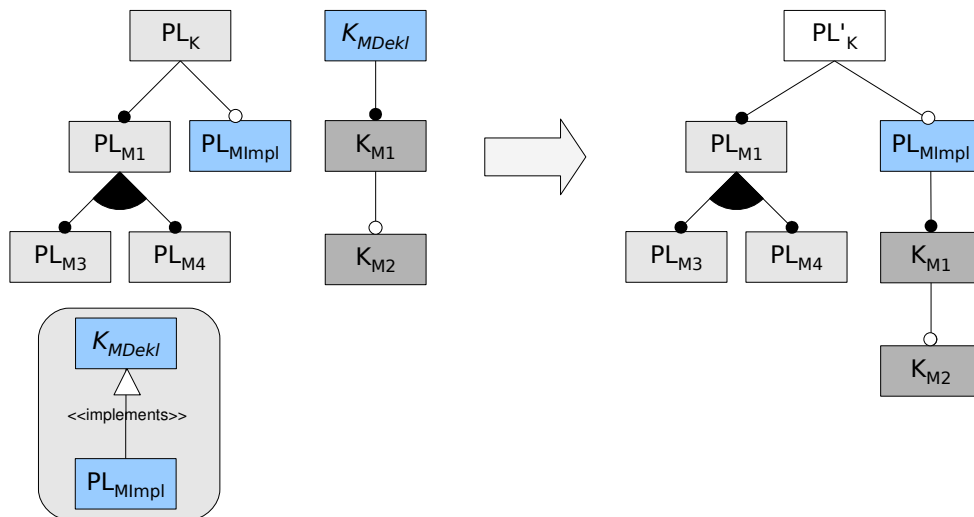 PL_K
K_MDekl
PL'_K
PL_M1
PL_MImpl
K_M1
PL_M1
PL_MImpl
PL_M3
PL_M4
K_M2
PL_M3
PL_M4
K_M1
K_MDekl
K_M2
<<implements>>
PL_MImpl